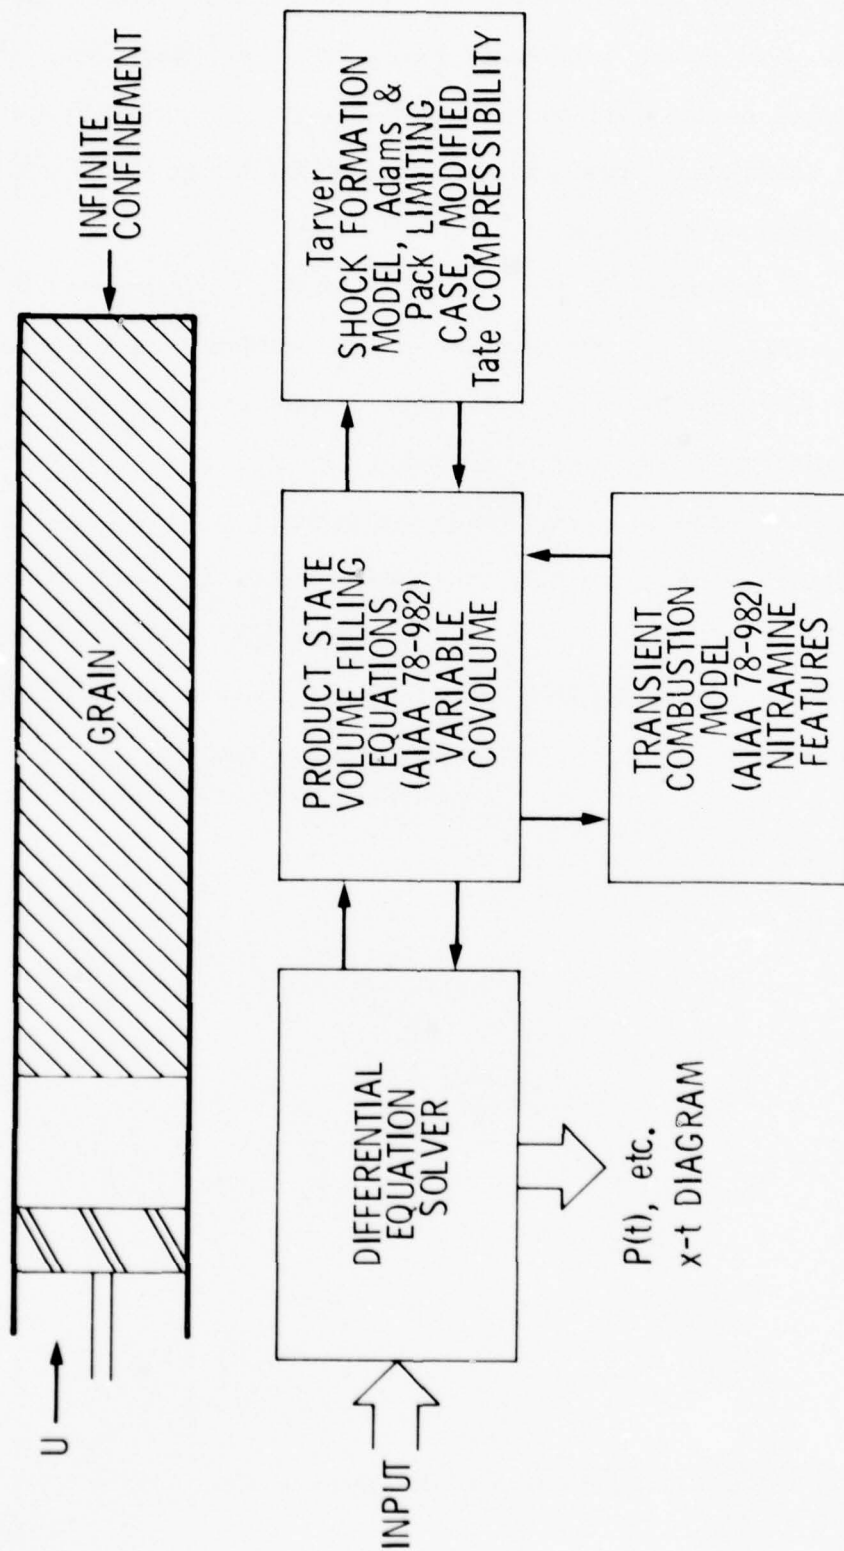 U
GRAIN
INFINITE
CONFINEMENT
INPUT
DIFFERENTIAL
EQUATION
SOLVER
P(t), etc.
x-t DIAGRAM
PRODUCT STATE
VOLUME FILLING
EQUATIONS
(AIAA 78-982)
VARIABLE
COVOLUME
TRANSIENT
COMBUSTION
MODEL
(AIAA 78-982)
NITRAMINE
FEATURES
Tarver
SHOCK FORMATION
MODEL, Adams &
Pack LIMITING
CASE, MODIFIED
Tate COMPRESSIBILITY